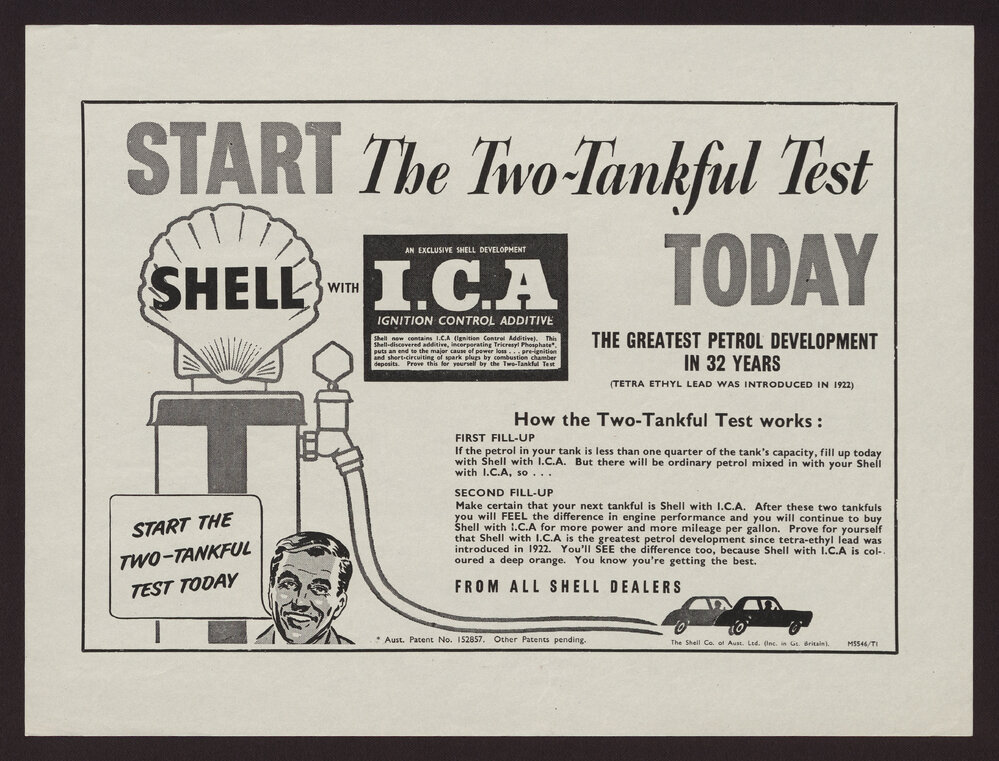 START The Two-Tankful Test
TODAY
SHELL
WITH
AN EXCLUSIVE SHELL DEVELOPMENT
I.C.A
IGNITION CONTROL ADDITIVE
Shell now contains I.C.A (Ignition Control Additive). This
Shell-discovered additive, incorporating Tricresyl Phosphate*,
puts an end to the major cause of power loss . . . pre-ignition
and short-circuiting of spark plugs by combustion chamber
deposits. Prove this for yourself by the Two-Tankful Test
THE GREATEST PETROL DEVELOPMENT
IN 32 YEARS
(TETRA ETHYL LEAD WAS INTRODUCED IN 1922)
How the Two-Tankful Test works :
FIRST FILL-UP
If the petrol in your tank is less than one quarter of the tank's capacity, fill up today
with Shell with I.C.A. But there will be ordinary petrol mixed in with your Shell
with I.C.A, so . . .
SECOND FILL-UP
Make certain that your next tankful is Shell with I.C.A. After these two tankfuls
you will FEEL the difference in engine performance and you will continue to buy
Shell with I.C.A for more power and more mileage per gallon. Prove for yourself
that Shell with I.C.A is the greatest petrol development since tetra-ethyl lead was
introduced in 1922. You'll SEE the difference too, because Shell with I.C.A is col-
oured a deep orange. You know you're getting the best.
FROM ALL SHELL DEALERS
START THE
TWO-TANKFUL
TEST TODAY
* Aust. Patent No. 152857. Other Patents pending.
The Shell Co. of Aust. Ltd. (Inc. in Gt. Britain).
MS546/T1